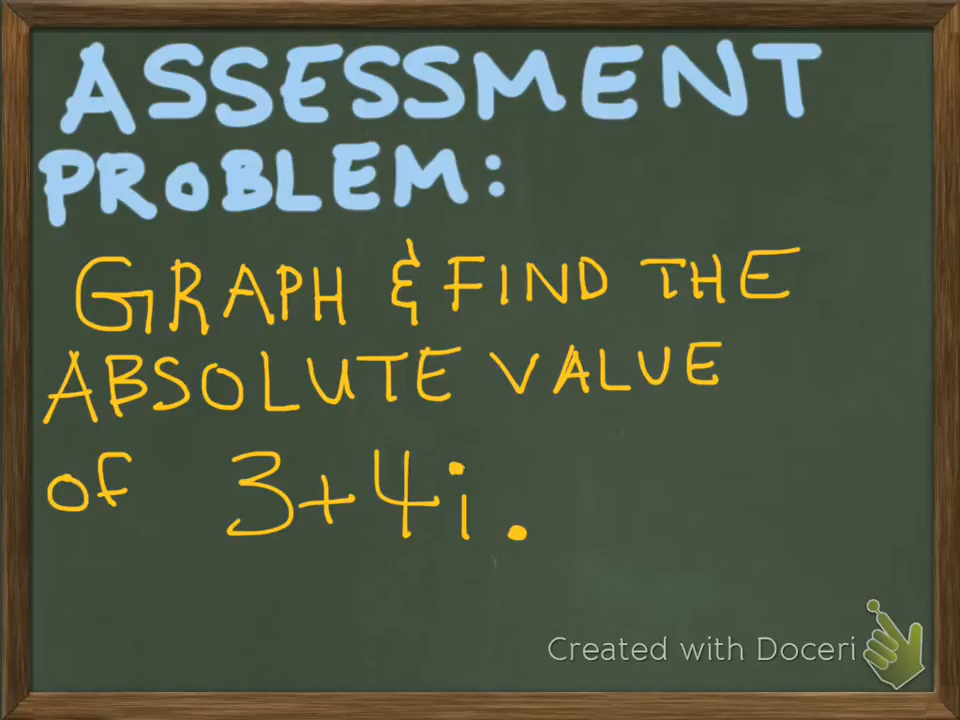 ASSESSMENT
PROBLEM:
GRAPH & FIND THE
ABSOLUTE VALUE
of 3+4i.
Created with Doceri